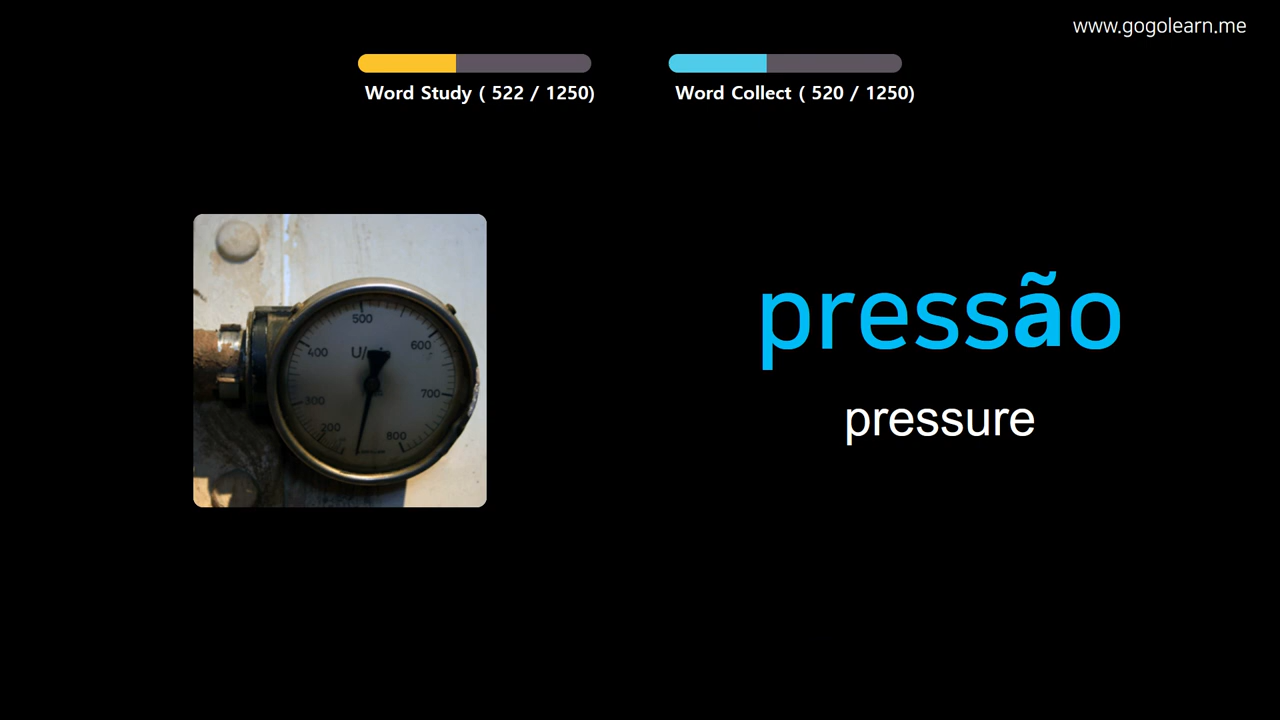 www.gogolearn.me
Word Study ( 522 / 1250)
Word Collect ( 520 / 1250)
500
400
600
300
700
200
800
pressão
pressure